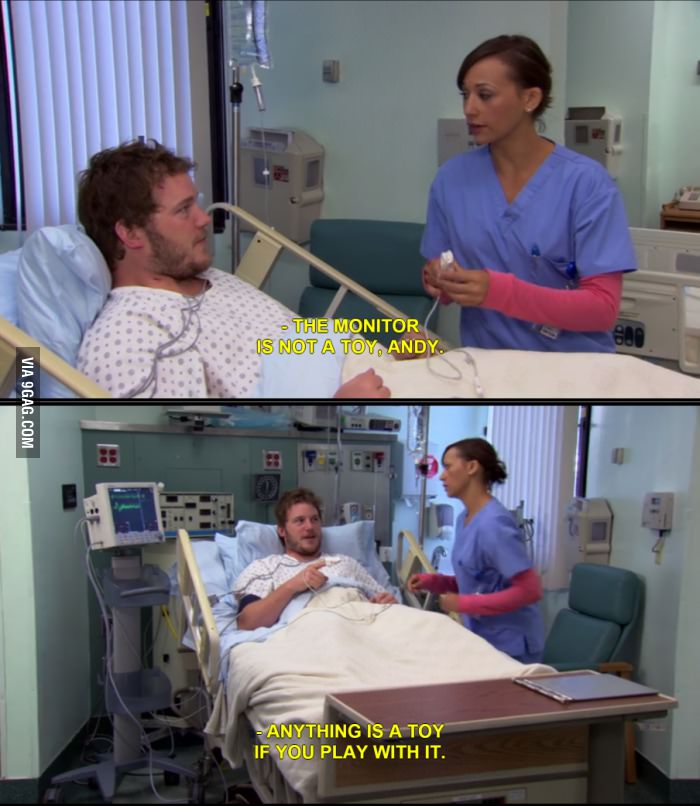 - THE MONITOR
IS NOT A TOY, ANDY.
VIA 9GAG.COM
- ANYTHING IS A TOY
IF YOU PLAY WITH IT.